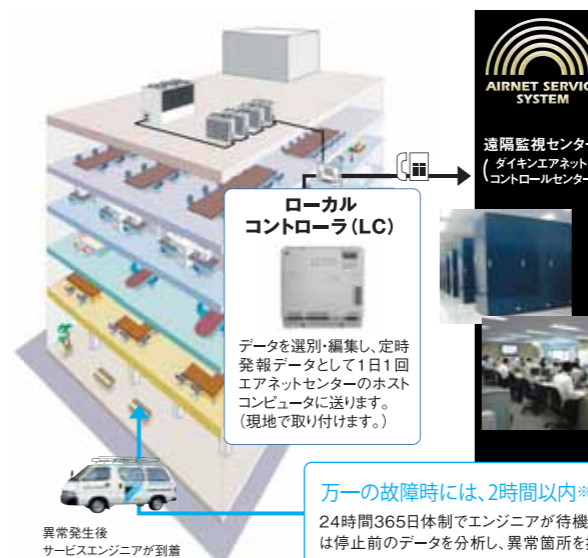 AIRNET SERVIC
SYSTEM
遠隔監視センター
(ダイキンエアネット
コントロールセンター
ローカル
コントローラ(LC)
データを選別・編集し、定時
発報データとして1日1回
エアネットセンターのホスト
コンピュータに送ります。
(現地で取り付けます。)
異常発生後
サービスエンジニアが到着
万一の故障時には、2時間以内※
24時間365日体制でエンジニアが待機
は停止前のデータを分析し、異常箇所を